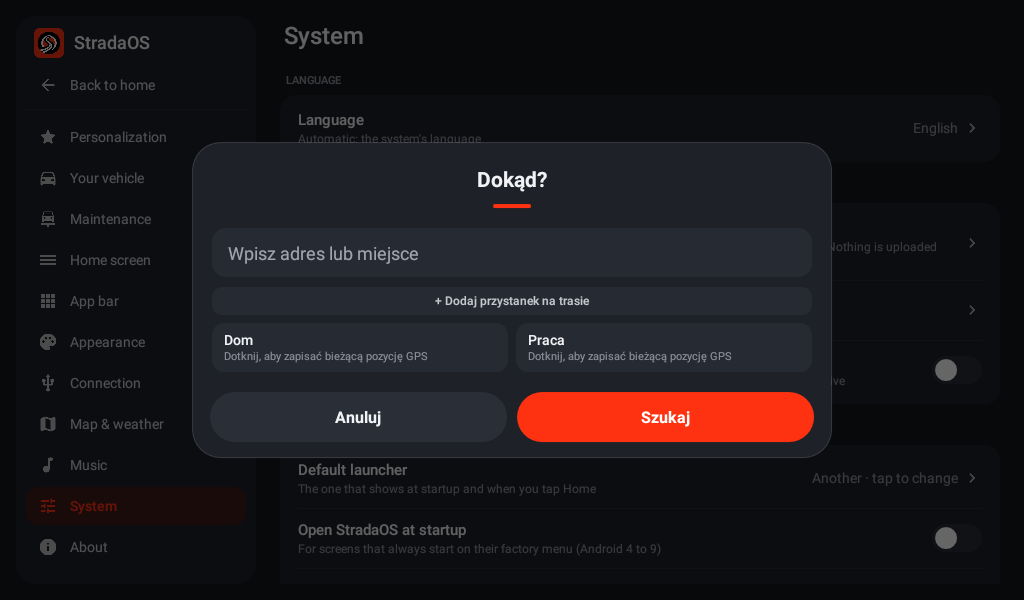 StradaOS
Back to home
Personalization
Your vehicle
Maintenance
Home screen
App bar
Appearance
Connection
Map & weather
Music
System
About
System
LANGUAGE
Language
Automatic: the system's language
English
Nothing is uploaded
Dokąd?
Wpisz adres lub miejsce
+ Dodaj przystanek na trasie
Dom
Dotknij, aby zapisać bieżącą pozycję GPS
Praca
Dotknij, aby zapisać bieżącą pozycję GPS
Anuluj
Szukaj
Default launcher
The one that shows at startup and when you tap Home
Another · tap to change
Open StradaOS at startup
For screens that always start on their factory menu (Android 4 to 9)